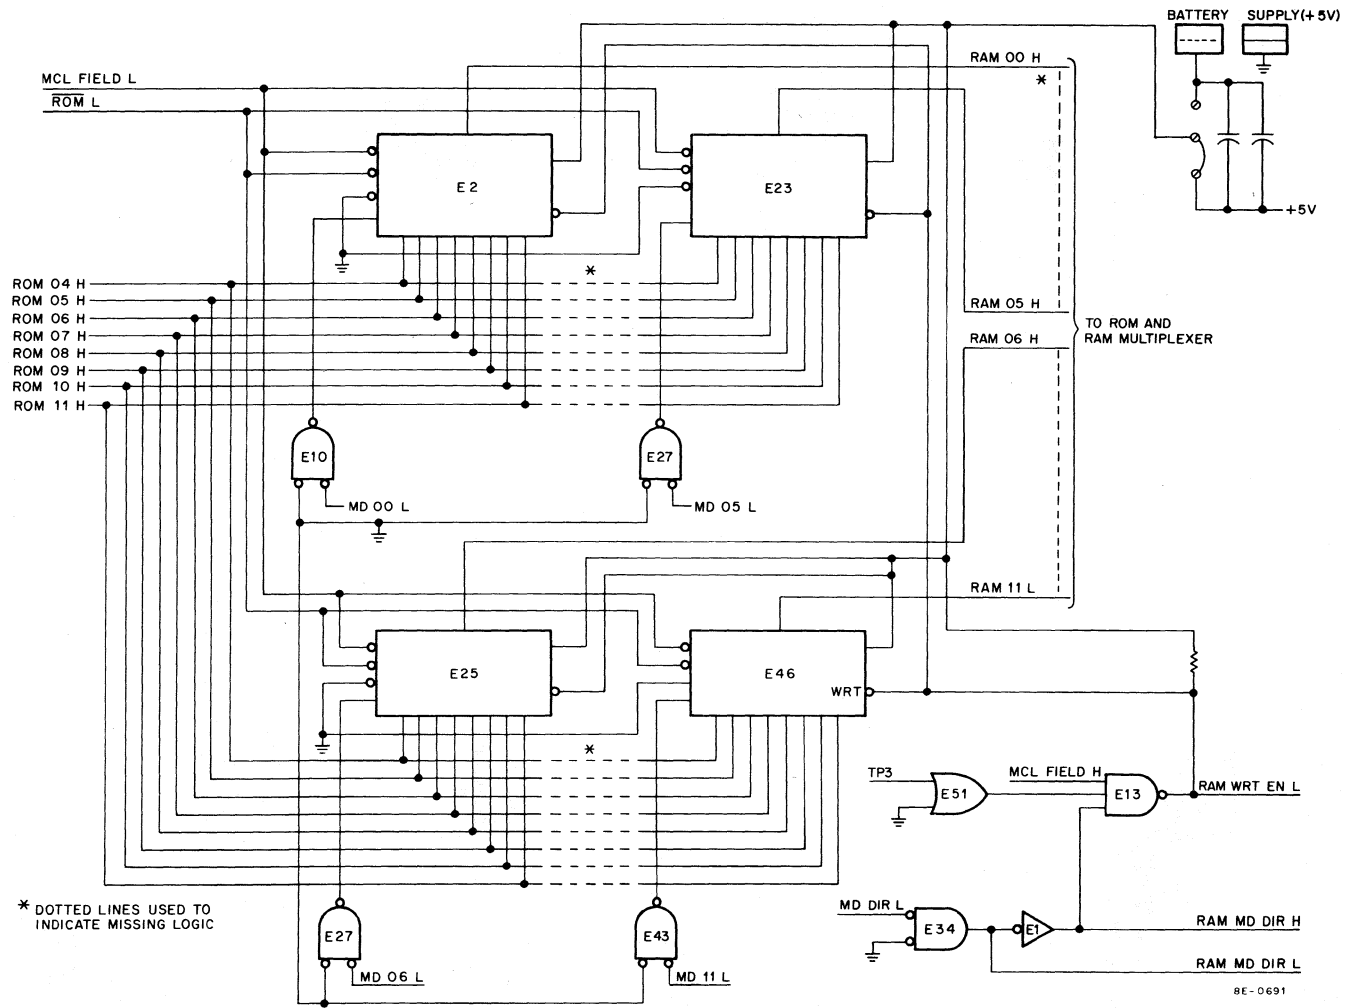 BATTERY SUPPLY(+5V)
RAM 00 H
*
MCL FIELD L
ROM L
E2
E23
+5V
*
ROM 04 H
ROM 05 H
ROM 06 H
ROM 07 H
ROM 08 H
ROM 09 H
ROM 10 H
ROM 11 H
RAM 05 H
RAM 06 H
TO ROM AND
RAM MULTIPLEXER
E10
E27
MD 00 L
MD 05 L
RAM 11 L
E25
E46
WRT
*
TP3
E51
MCL FIELD H
E13
RAM WRT EN L
* DOTTED LINES USED TO
INDICATE MISSING LOGIC
E27
MD 06 L
E43
MD 11 L
MD DIR L
E34
E1
RAM MD DIR H
RAM MD DIR L
8E-0691